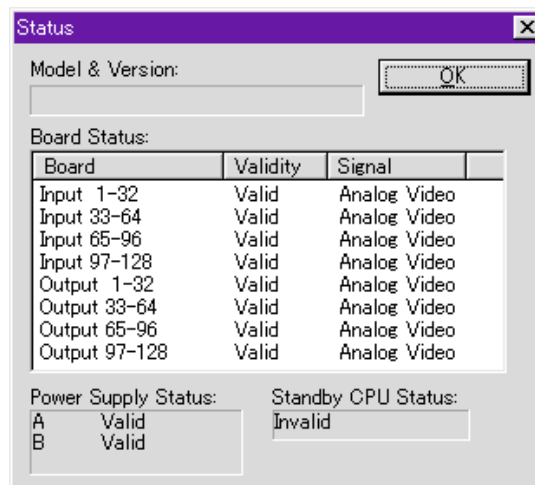 Status
Model & Version:
OK
Board Status:
Board Validity Signal
Input 1-32 Valid Analog Video
Input 33-64 Valid Analog Video
Input 65-96 Valid Analog Video
Input 97-128 Valid Analog Video
Output 1-32 Valid Analog Video
Output 33-64 Valid Analog Video
Output 65-96 Valid Analog Video
Output 97-128 Valid Analog Video
Power Supply Status: Standby CPU Status:
A Valid Invalid
B Valid